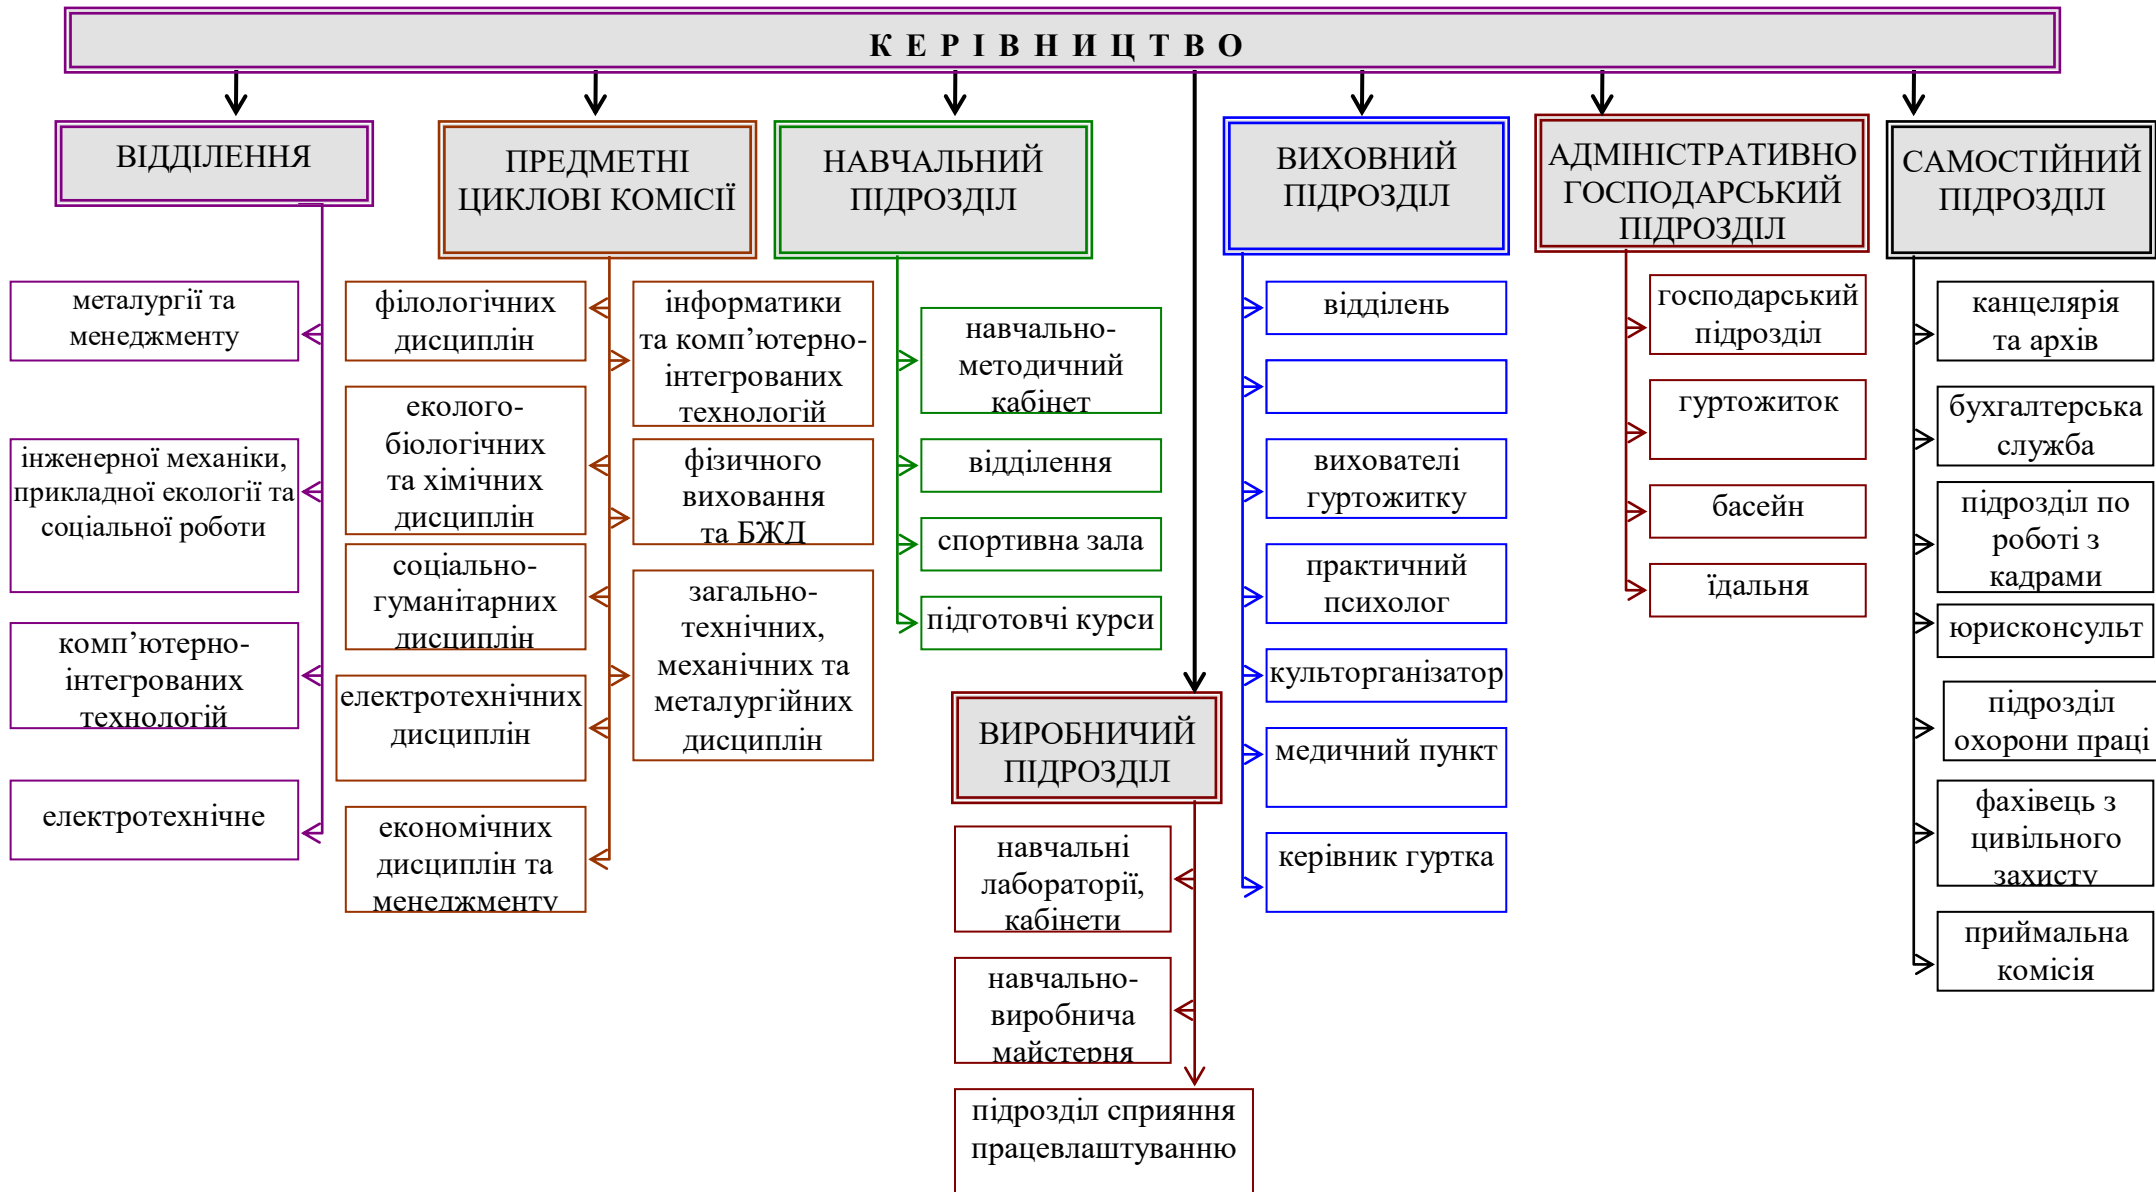 К Е Р І В Н И Ц Т В О
ВІДДІЛЕННЯ
металургії та
менеджменту
інженерної механіки,
прикладної екології та
соціальної роботи
комп’ютерно-
інтегрованих
технологій
електротехнічне
ПРЕДМЕТНІ
ЦИКЛОВІ КОМІСІЇ
філологічних
дисциплін
еколого-
біологічних
та хімічних
дисциплін
соціально-
гуманітарних
дисциплін
електротехнічних
дисциплін
економічних
дисциплін та
менеджменту
інформатики
та комп’ютерно-
інтегрованих
технологій
фізичного
виховання
та БЖД
загально-
технічних,
механічних та
металургійних
дисциплін
НАВЧАЛЬНИЙ
ПІДРОЗДІЛ
навчально-
методичний
кабінет
відділення
спортивна зала
підготовчі курси
ВИРОБНИЧИЙ
ПІДРОЗДІЛ
навчальні
лабораторії,
кабінети
навчально-
виробнича
майстерня
підрозділ сприяння
працевлаштуванню
ВИХОВНИЙ
ПІДРОЗДІЛ
відділень
вихователі
гуртожитку
практичний
психолог
культорганізатор
медичний пункт
керівник гуртка
АДМІНІСТРАТИВНО
ГОСПОДАРСЬКИЙ
ПІДРОЗДІЛ
господарський
підрозділ
гуртожиток
басейн
їдальня
САМОСТІЙНИЙ
ПІДРОЗДІЛ
канцелярія
та архів
бухгалтерська
служба
підрозділ по
роботі з
кадрами
юрисконсульт
підрозділ
охорони праці
фахівець з
цивільного
захисту
приймальна
комісія